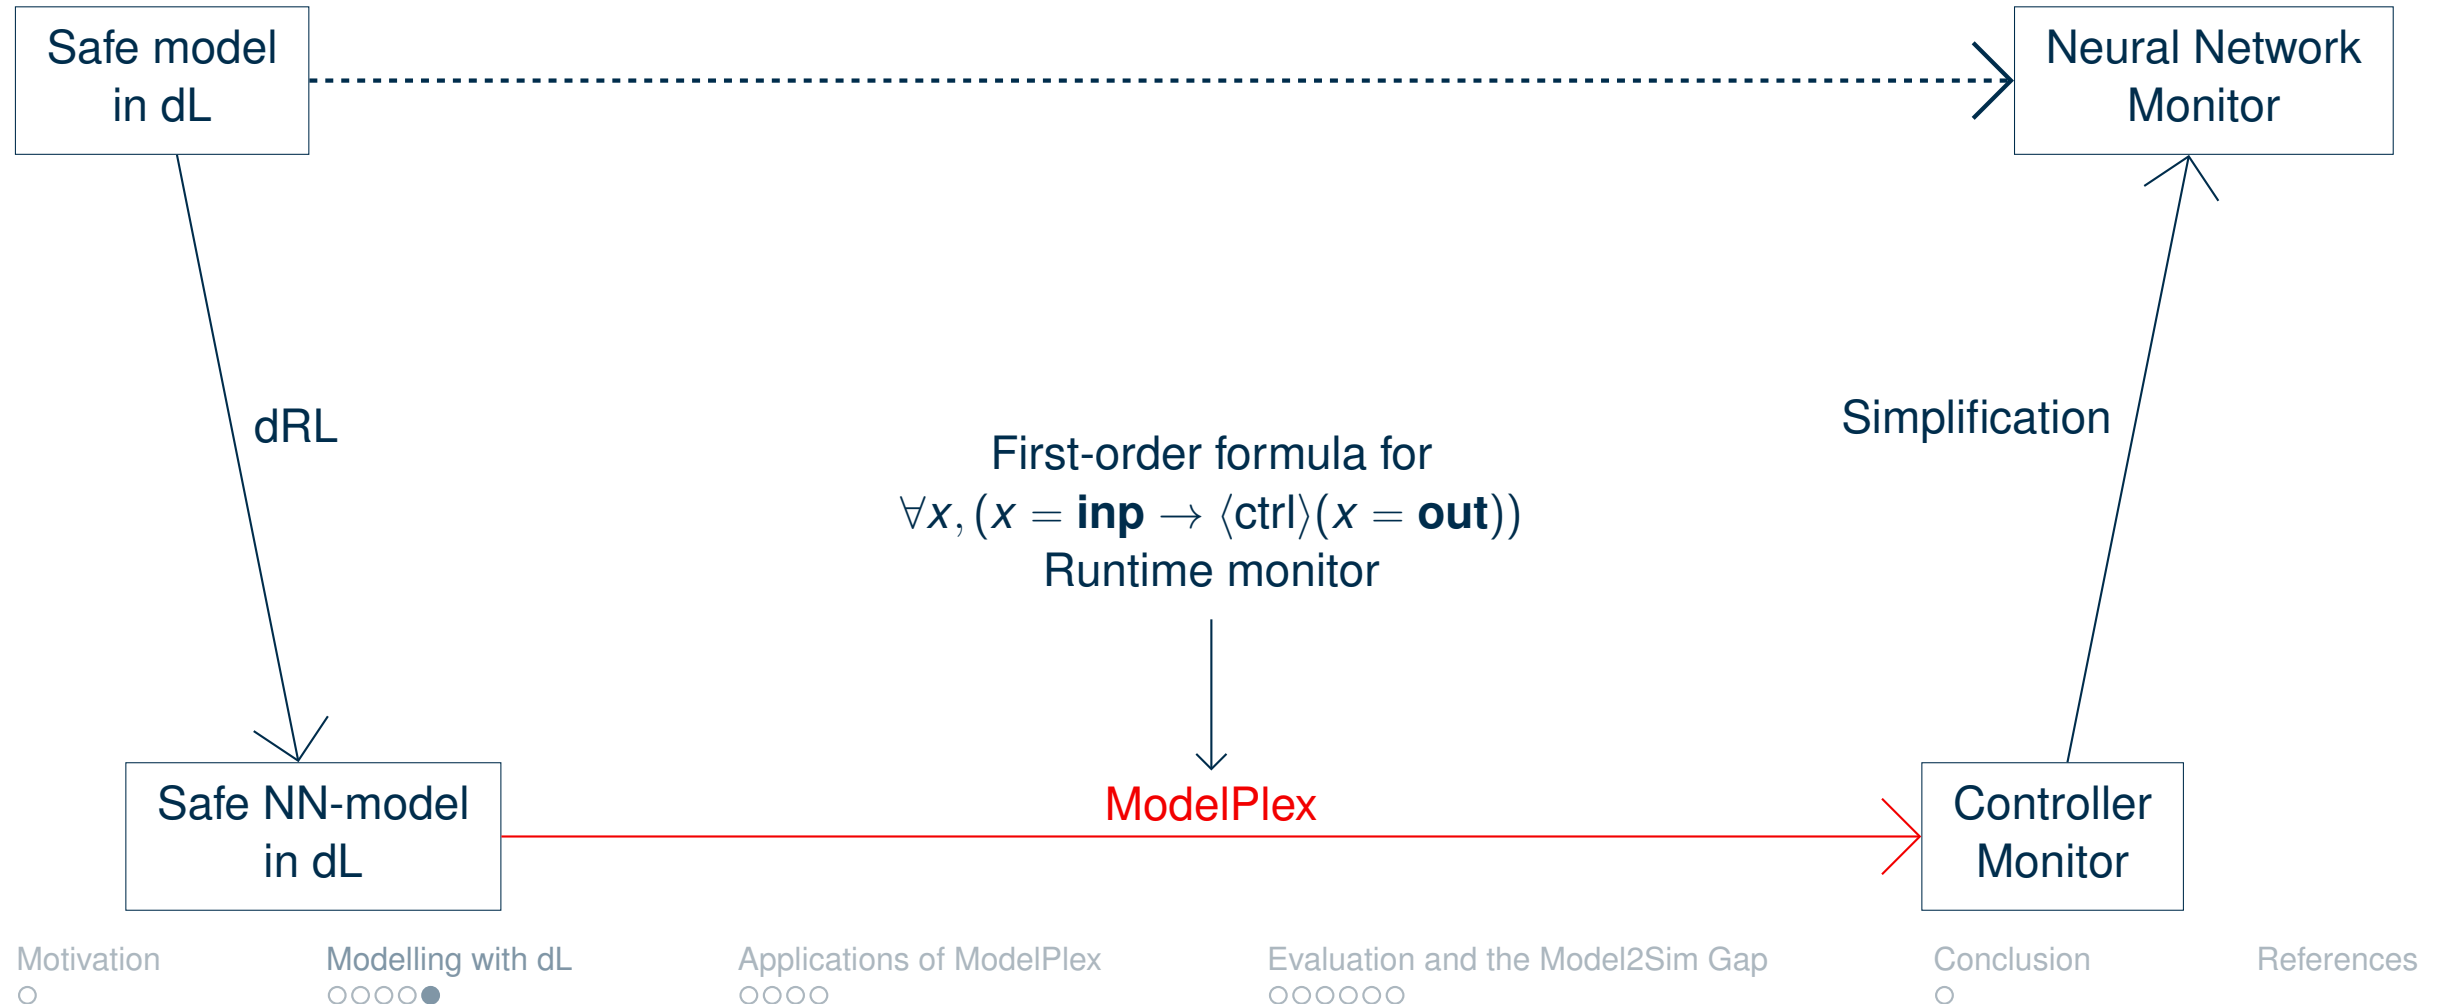 Safe model
in dL
Neural Network
Monitor
dRL
Simplification
First-order formula for
∀x, (x = inp → ⟨ctrl⟩(x = out))
Runtime monitor
ModelPlex
Safe NN-model
in dL
Controller
Monitor
Motivation
Modelling with dL
Applications of ModelPlex
Evaluation and the Model2Sim Gap
Conclusion
References